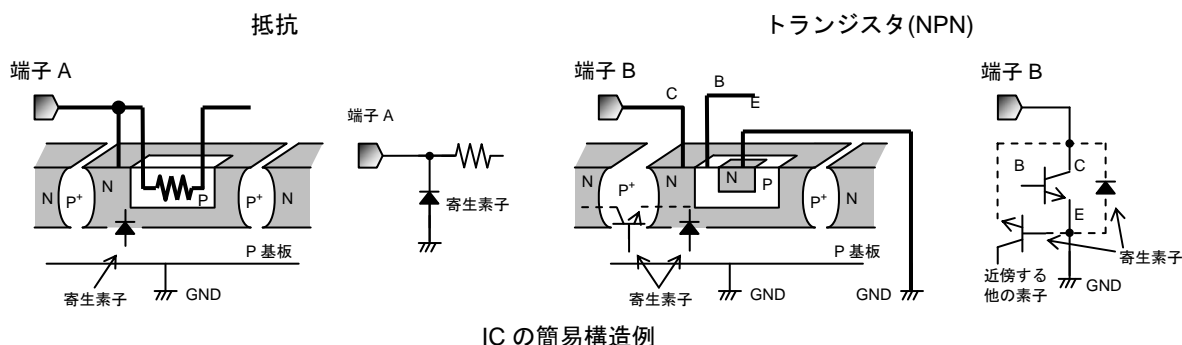 抵抗
トランジスタ(NPN)
端子 A
端子 A
N
P+
N
P
P+
N
寄生素子
P 基板
寄生素子
GND
端子 B
C
B
E
N
P+
N
N
P
P+
N
P 基板
寄生素子
GND
GND
端子 B
B
C
E
寄生素子
近傍する
他の素子
GND
IC の簡易構造例